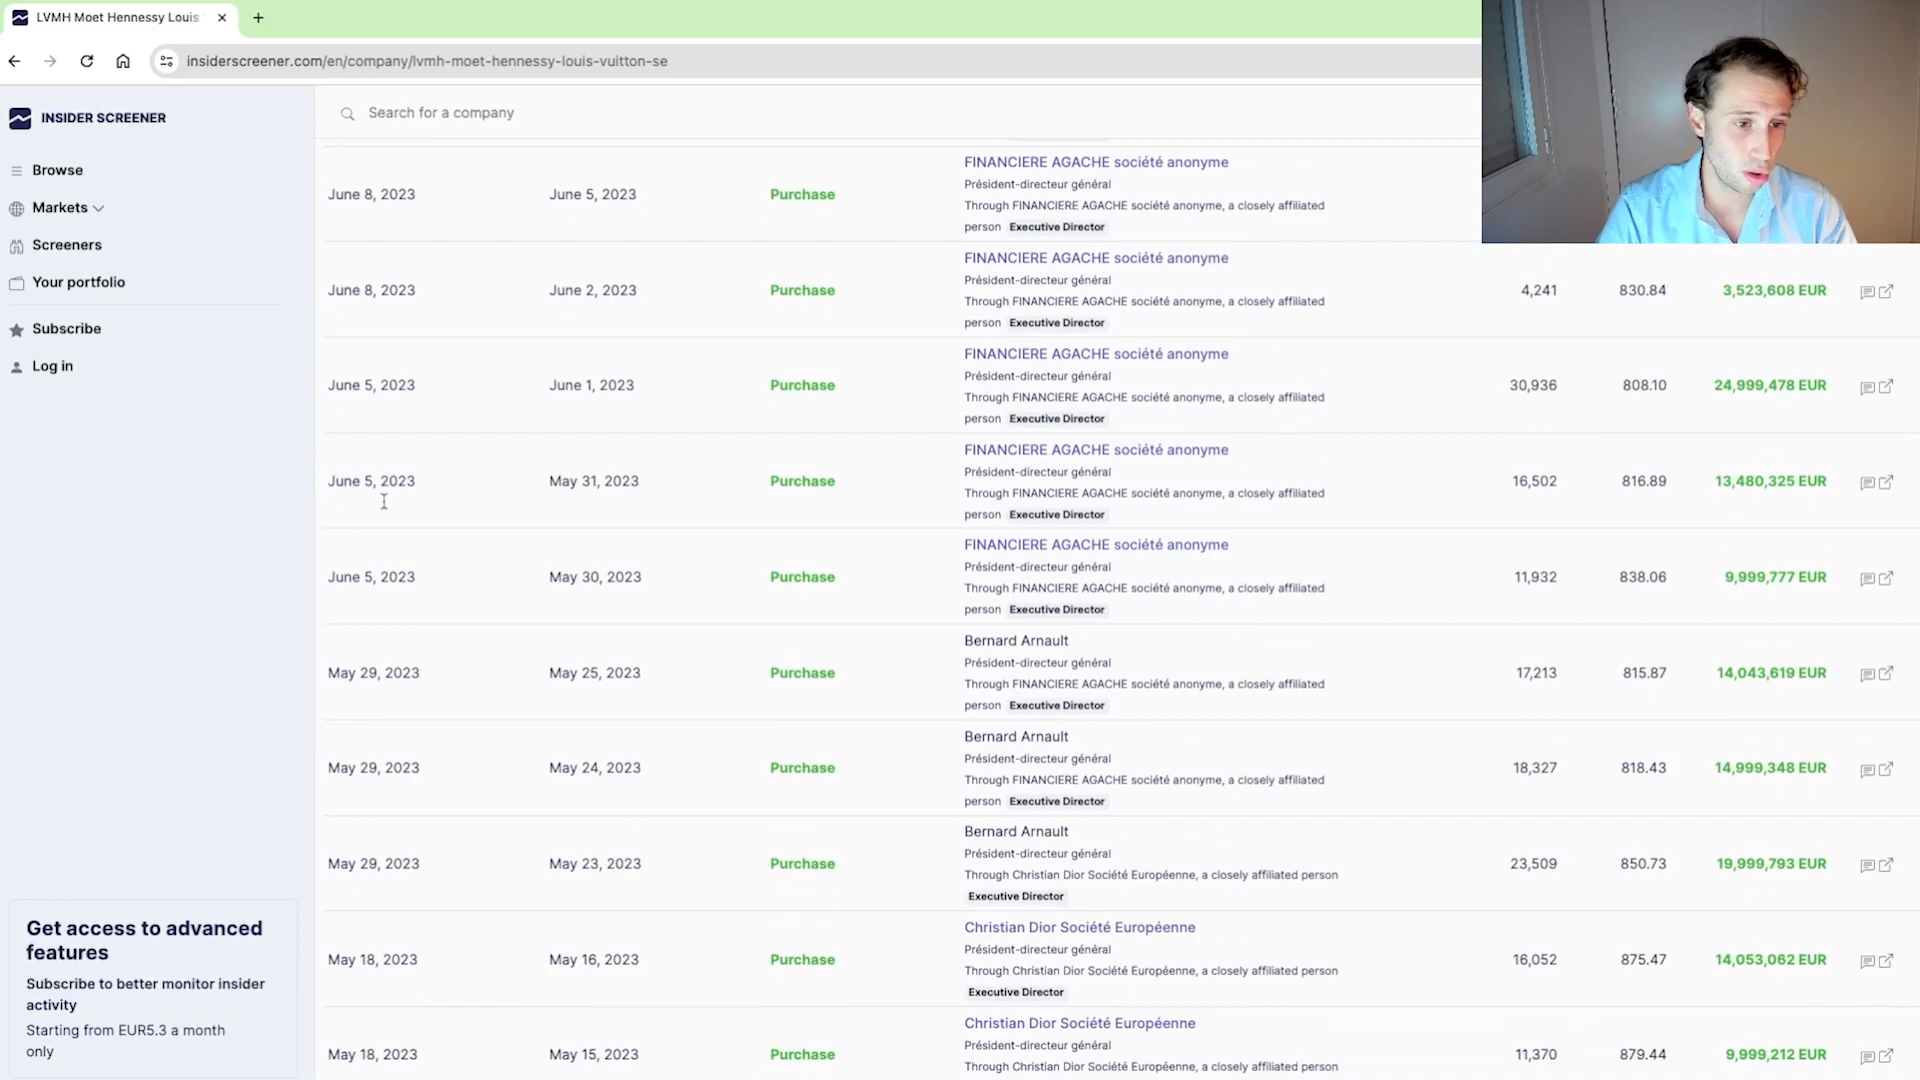 LVMH Moet Hennessy Louis
insiderscreener.com/en/company/lvmh-moet-hennessy-louis-vuitton-se
INSIDER SCREENER
Search for a company
Browse
Markets
Screeners
Your portfolio
Subscribe
Log in
FINANCIERE AGACHE société anonyme
June 8, 2023 June 5, 2023 Purchase Président-directeur général
Through FINANCIERE AGACHE société anonyme, a closely affiliated
person Executive Director
FINANCIERE AGACHE société anonyme
June 8, 2023 June 2, 2023 Purchase Président-directeur général 4,241 830.84 3,523,608 EUR
Through FINANCIERE AGACHE société anonyme, a closely affiliated
person Executive Director
FINANCIERE AGACHE société anonyme
June 5, 2023 June 1, 2023 Purchase Président-directeur général 30,936 808.10 24,999,478 EUR
Through FINANCIERE AGACHE société anonyme, a closely affiliated
person Executive Director
FINANCIERE AGACHE société anonyme
June 5, 2023 May 31, 2023 Purchase Président-directeur général 16,502 816.89 13,480,325 EUR
Through FINANCIERE AGACHE société anonyme, a closely affiliated
person Executive Director
FINANCIERE AGACHE société anonyme
June 5, 2023 May 30, 2023 Purchase Président-directeur général 11,932 838.06 9,999,777 EUR
Through FINANCIERE AGACHE société anonyme, a closely affiliated
person Executive Director
Bernard Arnault
May 29, 2023 May 25, 2023 Purchase Président-directeur général 17,213 815.87 14,043,619 EUR
Through FINANCIERE AGACHE société anonyme, a closely affiliated
person Executive Director
Bernard Arnault
May 29, 2023 May 24, 2023 Purchase Président-directeur général 18,327 818.43 14,999,348 EUR
Through FINANCIERE AGACHE société anonyme, a closely affiliated
person Executive Director
Bernard Arnault
May 29, 2023 May 23, 2023 Purchase Président-directeur général 23,509 850.73 19,999,793 EUR
Through Christian Dior Société Européenne, a closely affiliated person
Executive Director
Christian Dior Société Européenne
May 18, 2023 May 16, 2023 Purchase Président-directeur général 16,052 875.47 14,053,062 EUR
Through Christian Dior Société Européenne, a closely affiliated person
Executive Director
Christian Dior Société Européenne
May 18, 2023 May 15, 2023 Purchase Président-directeur général 11,370 879.44 9,999,212 EUR
Through Christian Dior Société Européenne, a closely affiliated person
Get access to advanced
features
Subscribe to better monitor insider
activity
Starting from EUR5.3 a month
only